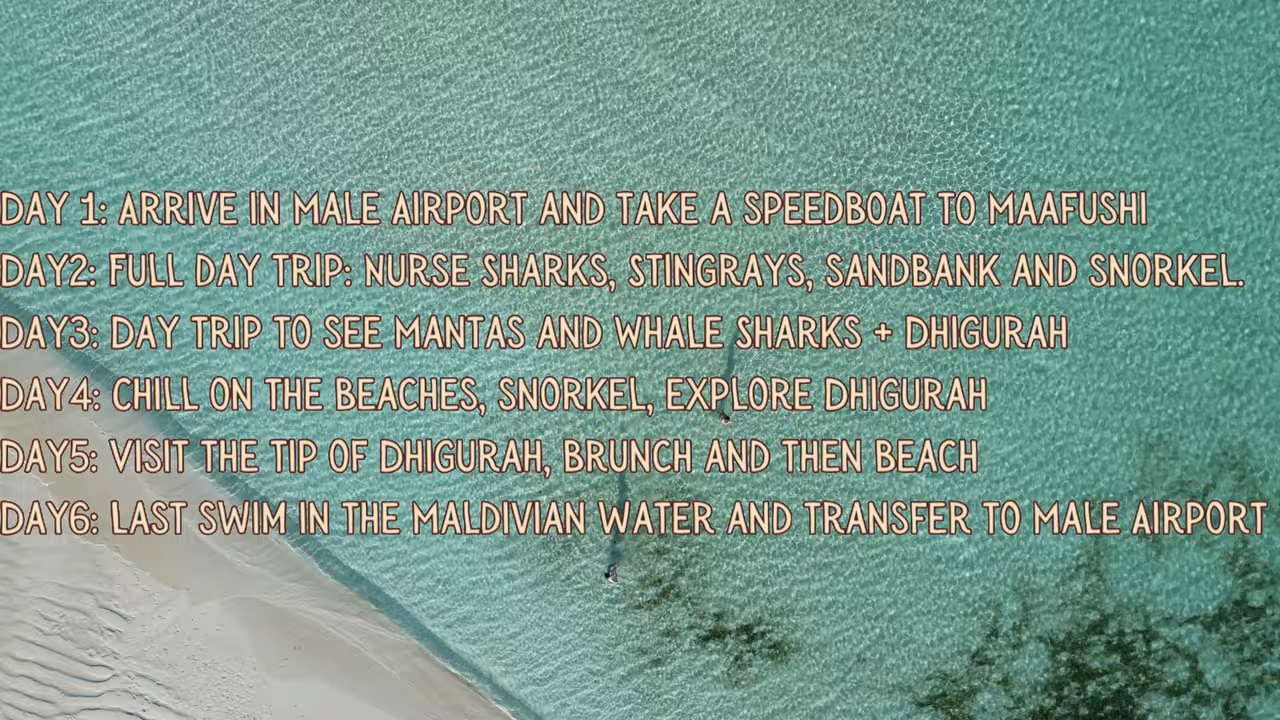 DAY 1: ARRIVE IN MALE AIRPORT AND TAKE A SPEEDBOAT TO MAAFUSHI
DAY2: FULL DAY TRIP: NURSE SHARKS, STINGRAYS, SANDBANK AND SNORKEL.
DAY3: DAY TRIP TO SEE MANTAS AND WHALE SHARKS + DHIGURAH
DAY4: CHILL ON THE BEACHES, SNORKEL, EXPLORE DHIGURAH
DAY5: VISIT THE TIP OF DHIGURAH, BRUNCH AND THEN BEACH
DAY6: LAST SWIM IN THE MALDIVIAN WATER AND TRANSFER TO MALE AIRPORT